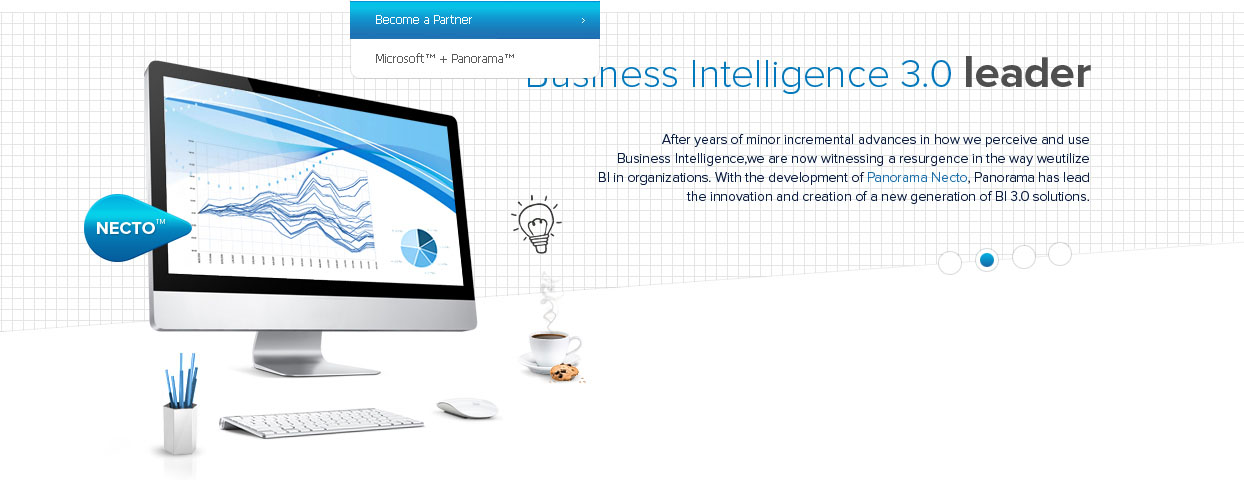 Become a Partner
Microsoft™ + Panorama™
Business Intelligence 3.0 leader
After years of minor incremental advances in how we perceive and use
Business Intelligence,we are now witnessing a resurgence in the way weutilize
BI in organizations. With the development of Panorama Necto, Panorama has lead
the innovation and creation of a new generation of BI 3.0 solutions.
NECTO™